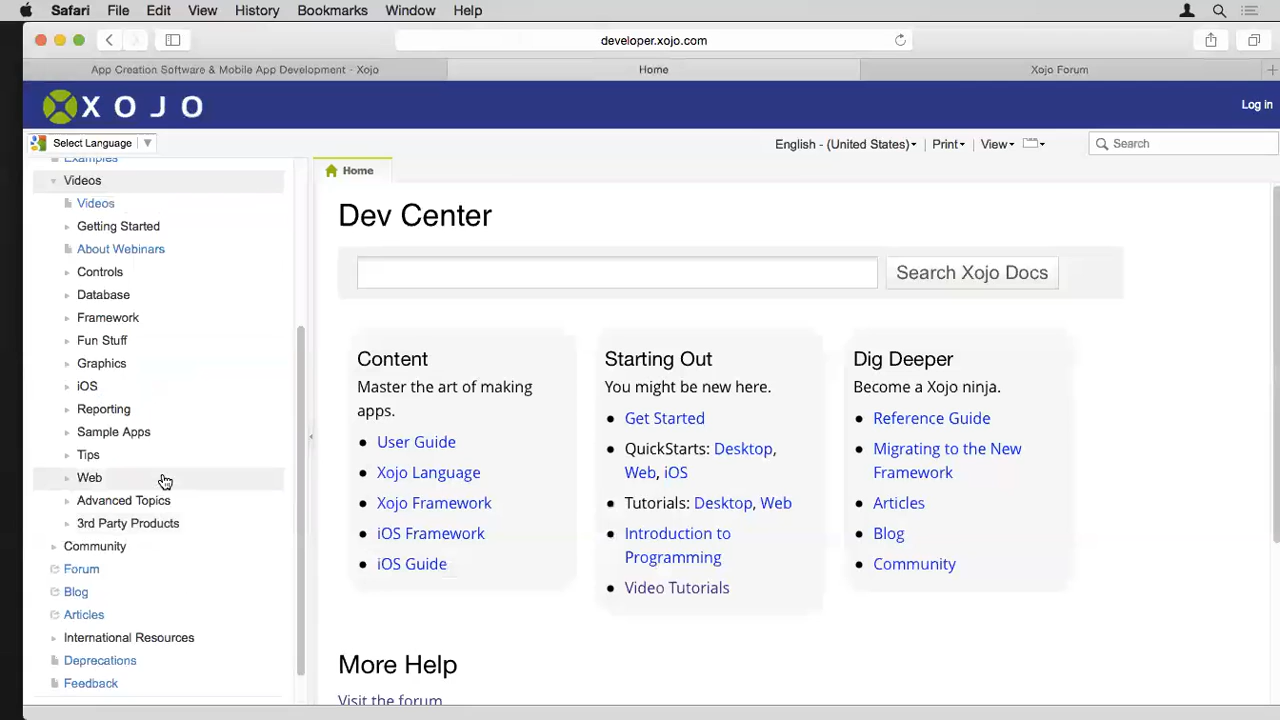 Safari File Edit View History Bookmarks Window Help
developer.xojo.com
App Creation Software & Mobile App Development - Xojo
Home
Xojo Forum
XOJO
Log in
Select Language
English - (United States)
Print
View
Search
Examples
Videos
Videos
Getting Started
About Webinars
Controls
Database
Framework
Fun Stuff
Graphics
iOS
Reporting
Sample Apps
Tips
Web
Advanced Topics
3rd Party Products
Community
Forum
Blog
Articles
International Resources
Deprecations
Feedback
Home
Dev Center
Search Xojo Docs
Content
Master the art of making
apps.
User Guide
Xojo Language
Xojo Framework
iOS Framework
iOS Guide
Starting Out
You might be new here.
Get Started
QuickStarts: Desktop,
Web, iOS
Tutorials: Desktop, Web
Introduction to
Programming
Video Tutorials
Dig Deeper
Become a Xojo ninja.
Reference Guide
Migrating to the New
Framework
Articles
Blog
Community
More Help
Visit the forum